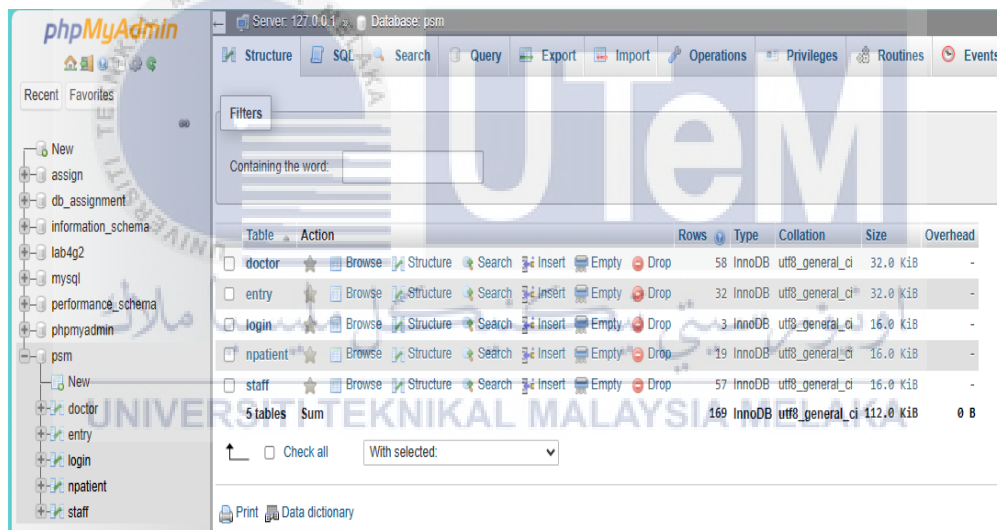 phpMyAdmin
Recent Favorites
New
assign
db_assignment
information_schema
lab4g2
mysql
performance_schema
phpmyadmin
psm
New
doctor
entry
login
npatient
staff
Server: 127.0.0.1 » Database: psm
Structure SQL Search Query Export Import Operations Privileges Routines Events
Filters
Containing the word:
Table Action Rows Type Collation Size Overhead
doctor Browse Structure Search Insert Empty Drop 58 InnoDB utf8_general_ci 32.0 KiB -
entry Browse Structure Search Insert Empty Drop 32 InnoDB utf8_general_ci 32.0 KiB -
login Browse Structure Search Insert Empty Drop 3 InnoDB utf8_general_ci 16.0 KiB -
npatient Browse Structure Search Insert Empty Drop 19 InnoDB utf8_general_ci 16.0 KiB -
staff Browse Structure Search Insert Empty Drop 57 InnoDB utf8_general_ci 16.0 KiB -
5 tables Sum 169 InnoDB utf8_general_ci 112.0 KiB 0 B
Check all With selected:
Print Data dictionary
UTeM
UNIVERSITI TEKNIKAL MALAYSIA MELAKA